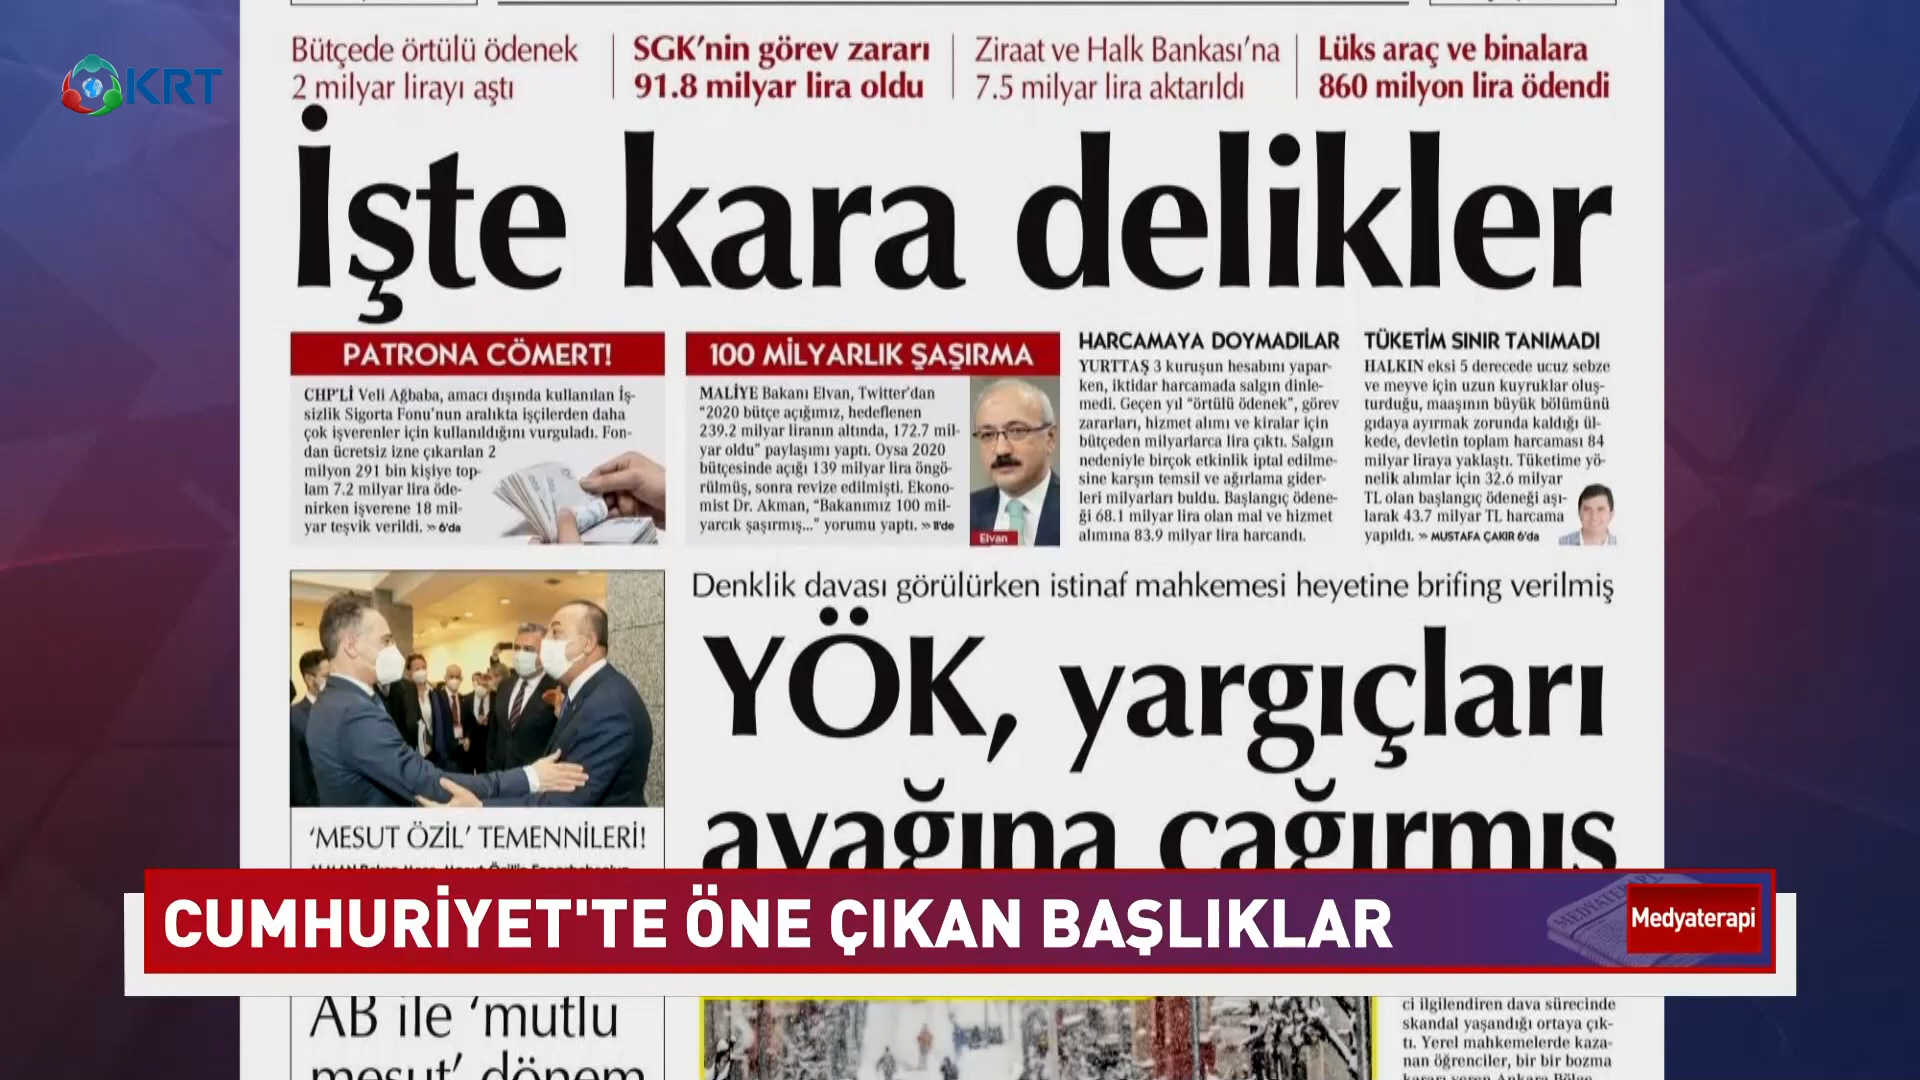 KRT
Bütçede örtülü ödenek
2 milyar lirayı aştı
SGK'nin görev zararı
91.8 milyar lira oldu
Ziraat ve Halk Bankası'na
7.5 milyar lira aktarıldı
Lüks araç ve binalara
860 milyon lira ödendi
İşte kara delikler
PATRONA CÖMERT!
CHP'Lİ Veli Ağbaba, amacı dışında kullanılan İş-
sizlik Sigorta Fonu'nun aralıkta işçilerden daha
çok işverenler için kullanıldığını vurguladı. Fon-
dan ücretsiz izne çıkarılan 2
milyon 291 bin kişiye top-
lam 7.2 milyar lira öde-
nirken işverene 18 mil-
yar teşvik verildi. » 6'da
100 MİLYARLIK ŞAŞIRMA
MALİYE Bakanı Elvan, Twitter'dan
"2020 bütçe açığımız, hedeflenen
239.2 milyar liranın altında, 172.7 mil-
yar oldu" paylaşımı yaptı. Oysa 2020
bütçesinde açığı 139 milyar lira öngö-
rülmüş, sonra revize edilmişti. Ekono-
mist Dr. Akman, "Bakanımız 100 mil-
yarcık şaşırmış..." yorumu yaptı. » 11'de
Elvan
HARCAMAYA DOYMADILAR
YURTTAŞ 3 kuruşun hesabını yapar-
ken, iktidar harcamada salgın dinle-
medi. Geçen yıl "örtülü ödenek", görev
zararları, hizmet alımı ve kiralar için
bütçeden milyarlarca lira çıktı. Salgın
nedeniyle birçok etkinlik iptal edilme-
sine karşın temsil ve ağırlama gider-
leri milyarları buldu. Başlangıç ödene-
ği 68.1 milyar lira olan mal ve hizmet
alımına 83.9 milyar lira harcandı.
TÜKETİM SINIR TANIMADI
HALKIN eksi 5 derecede ucuz sebze
ve meyve için uzun kuyruklar oluş-
turduğu, maaşının büyük bölümünü
gıdaya ayırmak zorunda kaldığı ül-
kede, devletin toplam harcaması 84
milyar liraya yaklaştı. Tüketime yö-
nelik alımlar için 32.6 milyar
TL olan başlangıç ödeneği aşı-
larak 43.7 milyar TL harcama
yapıldı. » MUSTAFA ÇAKIR 6'da
Denklik davası görülürken istinaf mahkemesi heyetine brifing verilmiş
YÖK, yargıçları
ayağına çağırmış
'MESUT ÖZİL' TEMENNİLERİ!
CUMHURİYET'TE ÖNE ÇIKAN BAŞLIKLAR
MEDYATERAPİ
Medyaterapi
AB ile 'mutlu
mesut' dönem
ci ilgilendiren dava sürecinde
skandal yaşandığı ortaya çık-
tı. Yerel mahkemelerde kaza-
nan öğrenciler, bir bir bozma